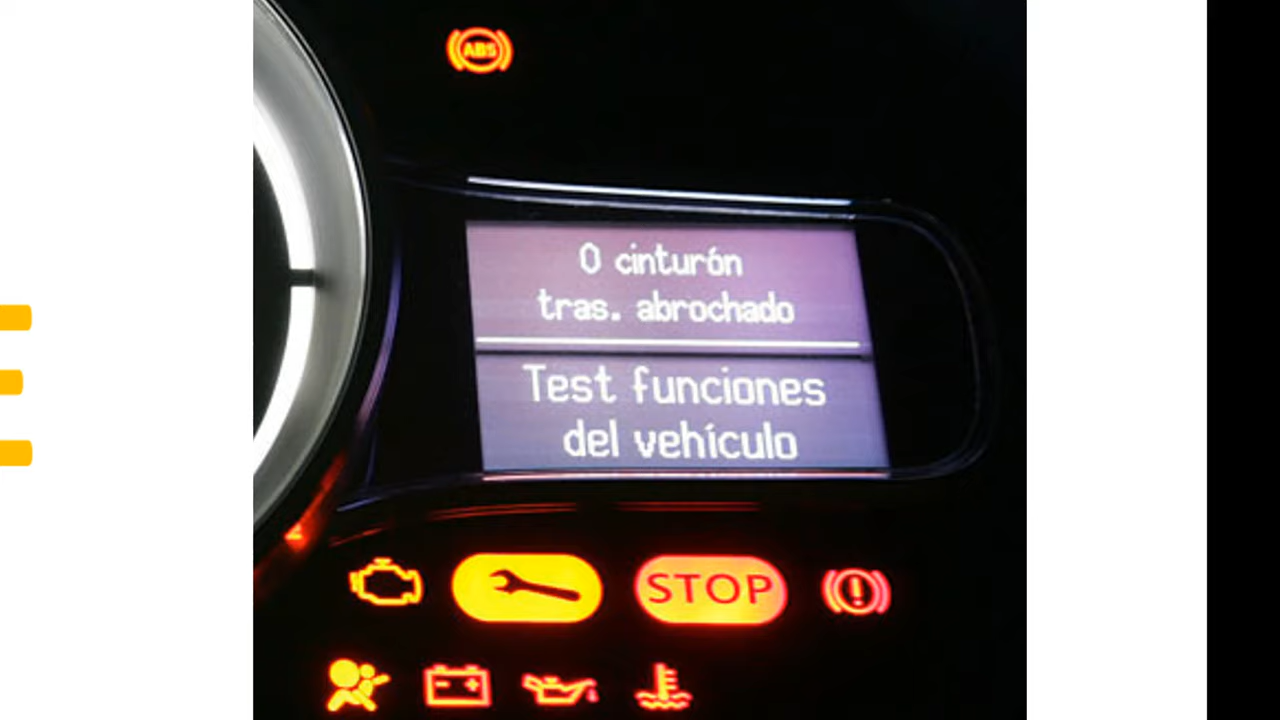 ABS
0 cinturón
tras. abrochado
Test funciones
del vehículo
STOP